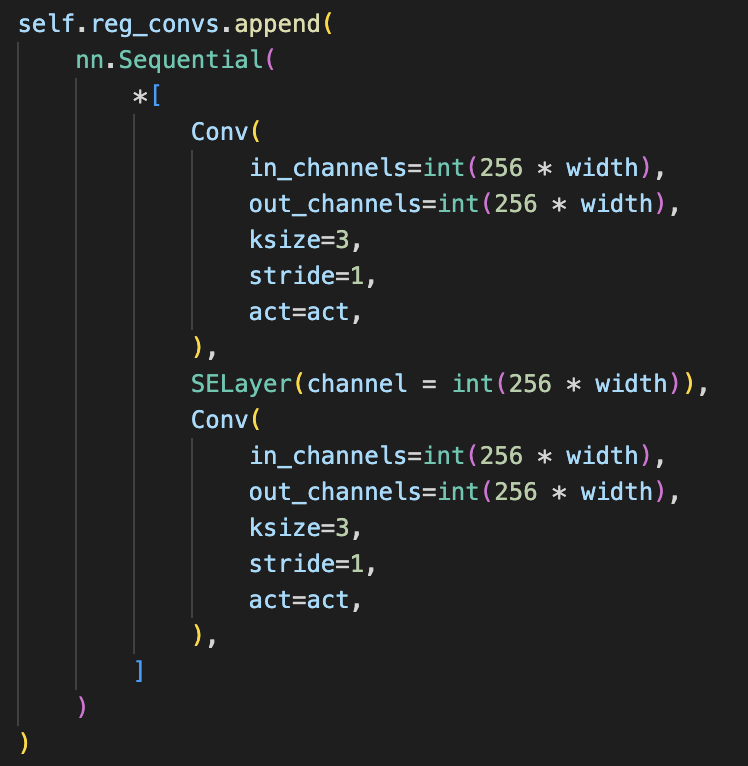 self.reg_convs.append(
    nn.Sequential(
        *[
            Conv(
                in_channels=int(256 * width),
                out_channels=int(256 * width),
                ksize=3,
                stride=1,
                act=act,
            ),
            SELayer(channel = int(256 * width)),
            Conv(
                in_channels=int(256 * width),
                out_channels=int(256 * width),
                ksize=3,
                stride=1,
                act=act,
            ),
        ]
    )
)